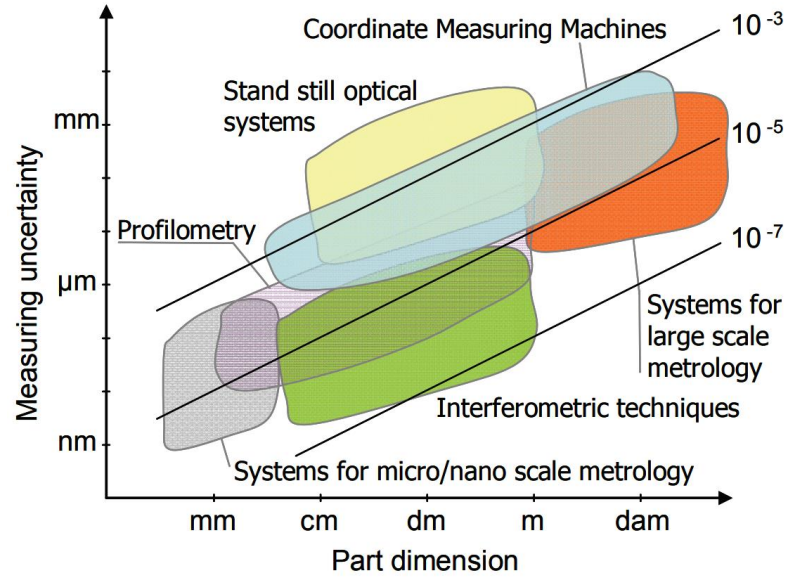 Coordinate Measuring Machines
10⁻³
Stand still optical
systems
mm
10⁻⁵
Profilometry
10⁻⁷
µm
Measuring uncertainty
Systems for
large scale
metrology
Interferometric techniques
nm
Systems for micro/nano scale metrology
mm cm dm m dam
Part dimension